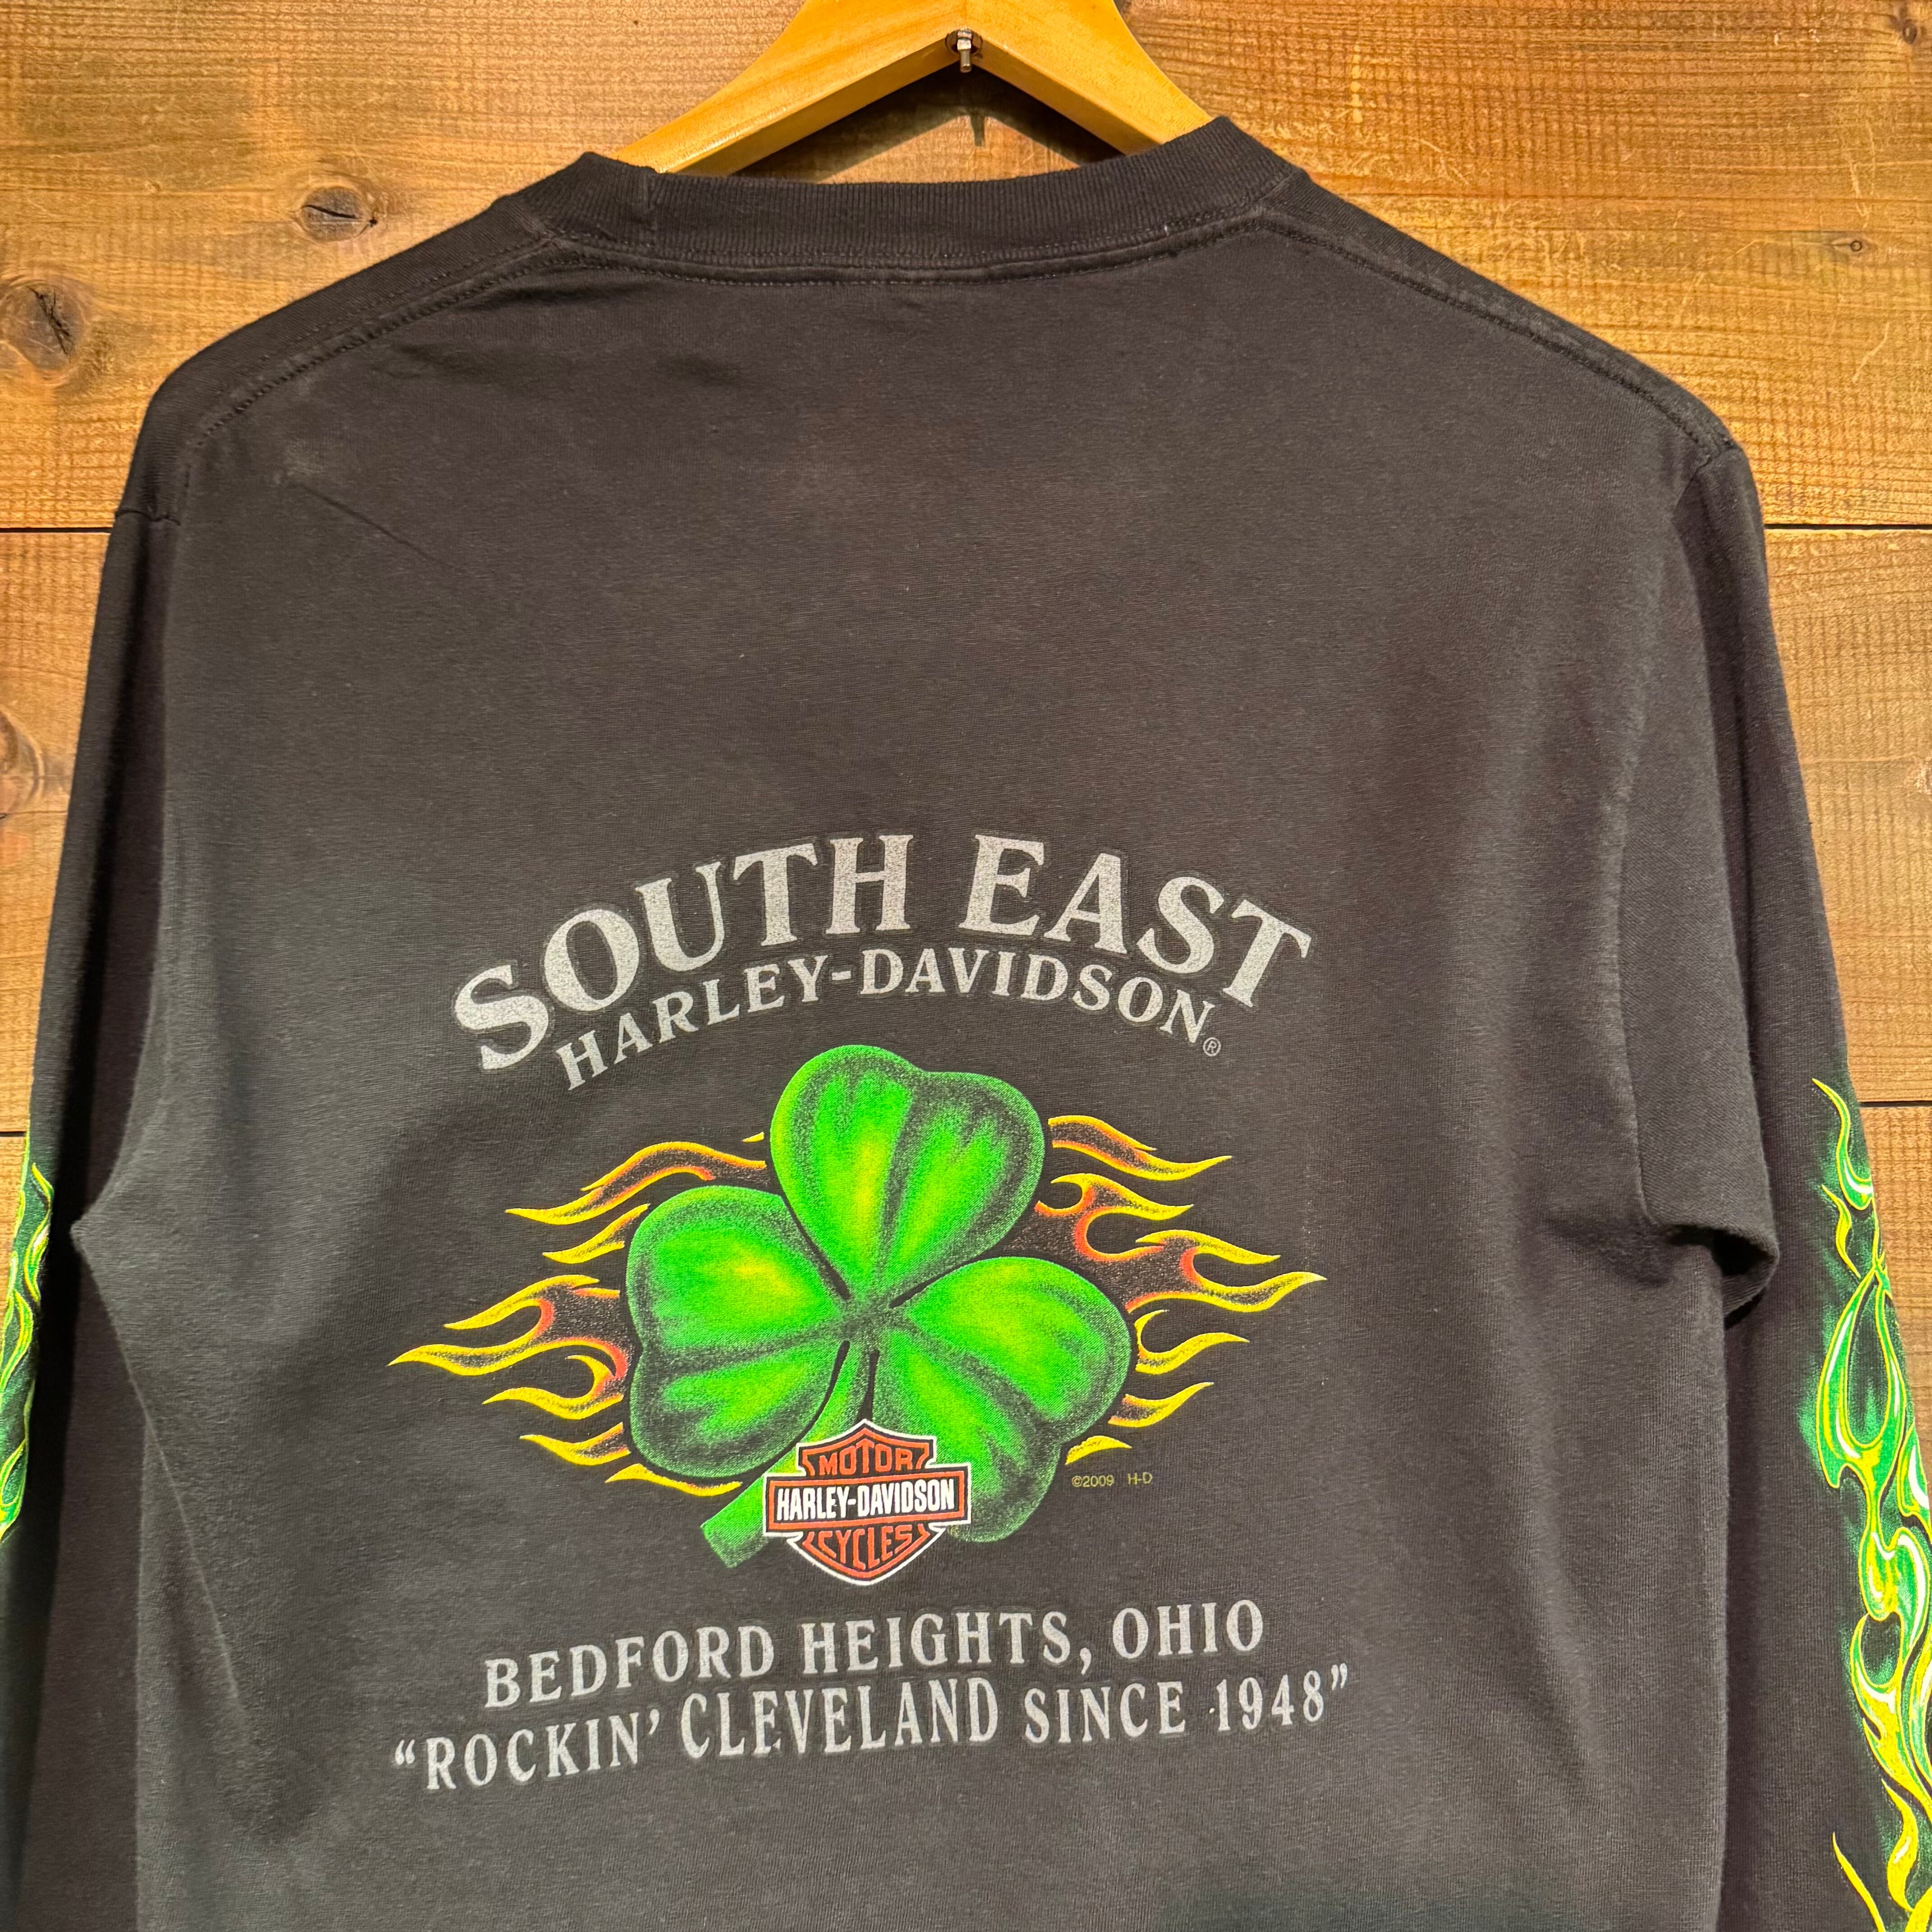 SOUTH EAST
HARLEY-DAVIDSON®
MOTOR
HARLEY-DAVIDSON
CYCLES
©2009 H-D
BEDFORD HEIGHTS, OHIO
“ROCKIN’ CLEVELAND SINCE 1948”